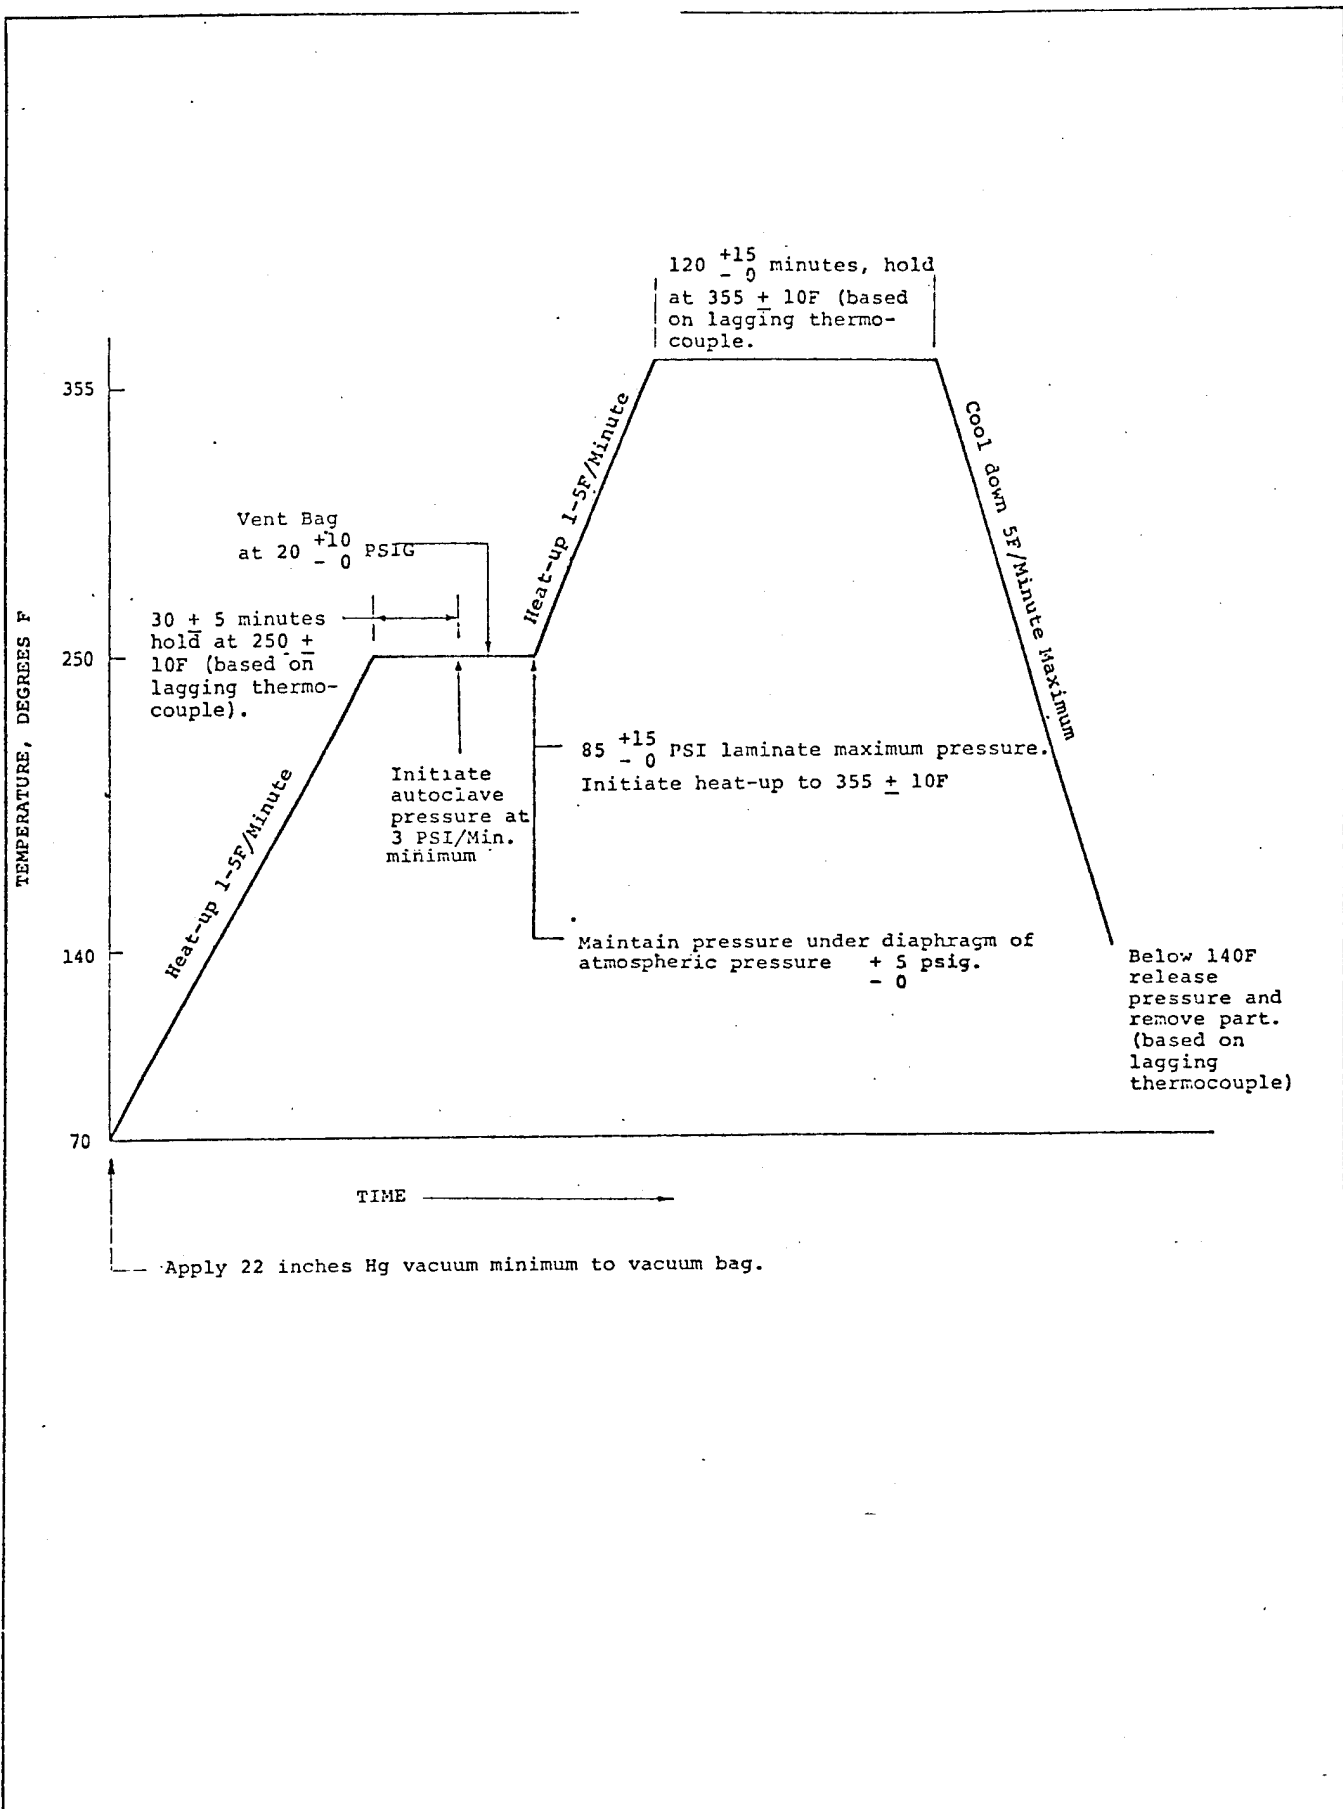 120 +15 - 0 minutes, hold
at 355 ± 10F (based
on lagging thermo-
couple.
355
Heat-up 1-5F/Minute
Cool down 5F/Minute Maximum
Vent Bag
at 20 +10 - 0 PSIG
30 ± 5 minutes
hold at 250 ±
10F (based on
lagging thermo-
couple).
250
TEMPERATURE, DEGREES F
Heat-up 1-5F/Minute
Initiate
autoclave
pressure at
3 PSI/Min.
minimum
85 +15 - 0 PSI laminate maximum pressure.
Initiate heat-up to 355 ± 10F
Maintain pressure under diaphragm of
atmospheric pressure + 5 - 0 psig.
140
Below 140F
release
pressure and
remove part.
(based on
lagging
thermocouple)
70
TIME
Apply 22 inches Hg vacuum minimum to vacuum bag.